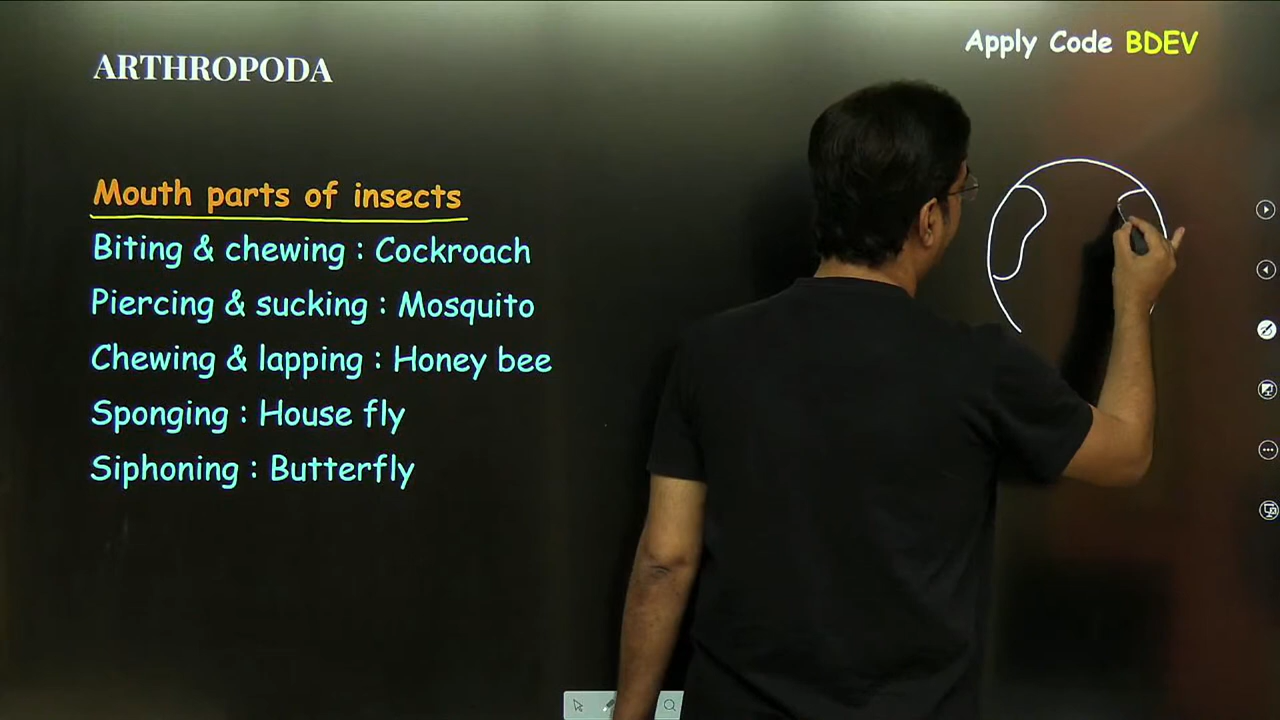 Apply Code BDEV
ARTHROPODA
Mouth parts of insects
Biting & chewing : Cockroach
Piercing & sucking : Mosquito
Chewing & lapping : Honey bee
Sponging : House fly
Siphoning : Butterfly